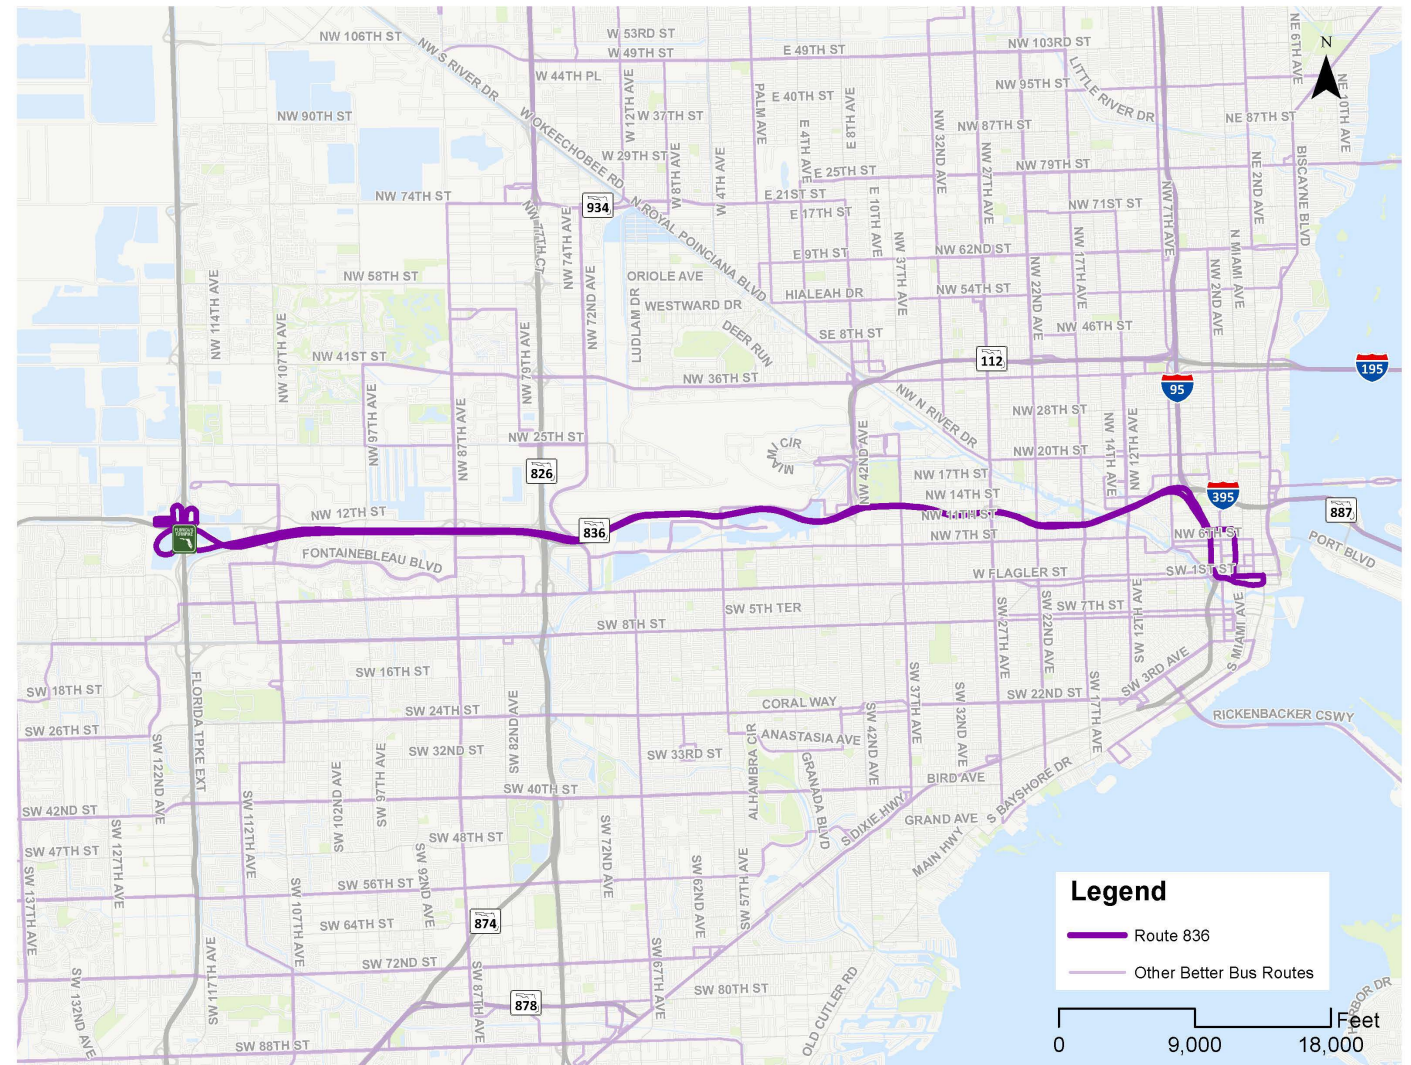 NW 106TH ST
NW S RIVER DR
W 53RD ST
W 49TH ST
E 49TH ST
NW 103RD ST
NE 6TH AVE
N
W 44TH PL
NW 95TH ST
LITTLE RIVER DR
NE 10TH AVE
W 12TH AVE
PALM AVE
E 40TH ST
E 8TH AVE
NW 90TH ST
W OKEECHOBEE RD
W 37TH ST
E 4TH AVE
NW 32ND AVE
NW 87TH ST
NE 87TH ST
W 29TH ST
W 8TH AVE
W 4TH AVE
E 25TH ST
NW 27TH AVE
NW 79TH ST
NE 2ND AVE
BISCAYNE BLVD
NW 74TH ST
934
N ROYAL POINCIANA BLVD
E 21ST ST
E 17TH ST
E 10TH AVE
NW 71ST ST
NW 7TH AVE
NW 77TH CT
NW 74TH AVE
E 9TH ST
NW 37TH AVE
NW 62ND ST
NW 17TH AVE
N MIAMI AVE
NW 58TH ST
NW 72ND AVE
ORIOLE AVE
NW 114TH AVE
LUDLAM DR
WESTWARD DR
HIALEAH DR
NW 54TH ST
NW 22ND AVE
NW 2ND AVE
NW 107TH AVE
NW 79TH AVE
DEER RUN
SE 8TH ST
NW 46TH ST
NW 41ST ST
112
195
NW 36TH ST
95
NW 97TH AVE
NW 87TH AVE
NW N RIVER DR
NW 28TH ST
NW 14TH AVE
NW 12TH AVE
NW 25TH ST
MIAMI CIR
NW 42ND AVE
NW 20TH ST
826
NW 17TH ST
NW 14TH ST
395
NW 12TH ST
NW 11TH ST
887
836
NW 7TH ST
NW 6TH ST
PORT BLVD
FLORIDA'S TURNPIKE
FONTAINEBLEAU BLVD
W FLAGLER ST
SW 1ST ST
SW 5TH TER
SW 7TH ST
SW 8TH ST
SW 27TH AVE
SW 22ND AVE
SW 12TH AVE
S MIAMI AVE
SW 16TH ST
SW 3RD AVE
SW 18TH ST
FLORIDA TPKE EXT
SW 82ND AVE
CORAL WAY
SW 37TH AVE
SW 32ND AVE
SW 22ND ST
SW 17TH AVE
SW 24TH ST
RICKENBACKER CSWY
SW 26TH ST
SW 122ND AVE
SW 32ND ST
SW 33RD ST
ALHAMBRA CIR
ANASTASIA AVE
SW 42ND AVE
SW 102ND AVE
SW 97TH AVE
GRANADA BLVD
BIRD AVE
S BAYSHORE DR
SW 40TH ST
SW 42ND ST
SW 112TH AVE
S DIXIE HWY
GRAND AVE
MAIN HWY
SW 47TH ST
SW 127TH AVE
SW 48TH ST
SW 72ND AVE
SW 92ND AVE
SW 62ND AVE
SW 57TH AVE
SW 137TH AVE
SW 107TH AVE
SW 56TH ST
Legend
SW 64TH ST
874
Route 836
SW 117TH AVE
SW 72ND ST
SW 67TH AVE
OLD CUTLER RD
Other Better Bus Routes
SW 132ND AVE
SW 87TH AVE
878
SW 80TH ST
HARBOR DR
Feet
SW 88TH ST
0 9,000 18,000